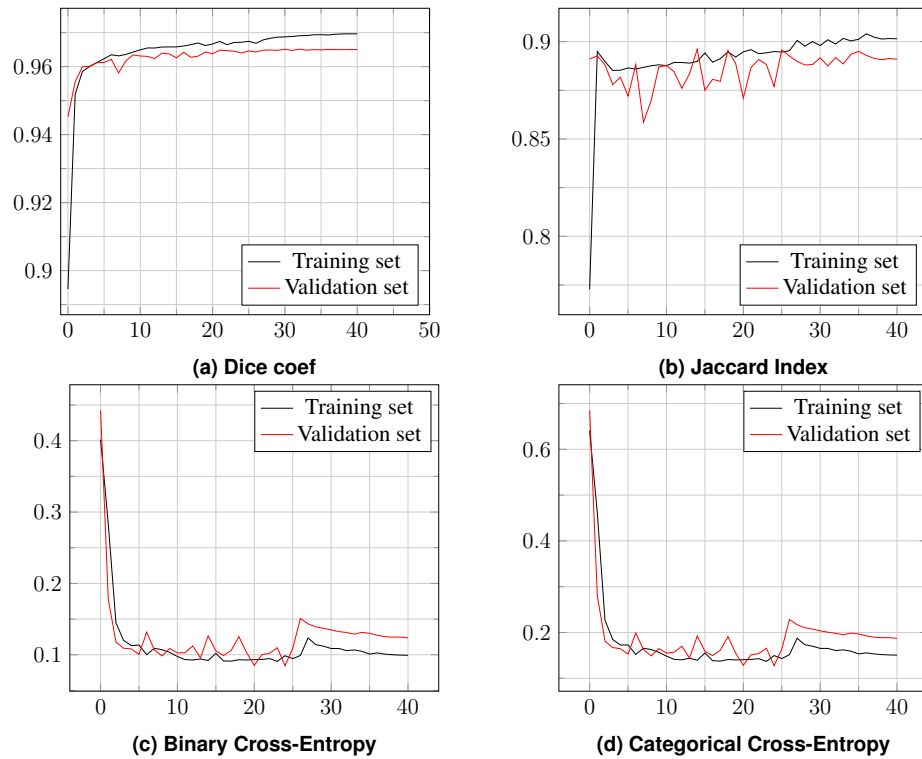 0.96
0.94
0.92
0.9
Training set
Validation set
0 10 20 30 40 50
(a) Dice coef
0.9
0.85
0.8
Training set
Validation set
0 10 20 30 40
(b) Jaccard Index
0.4
0.3
0.2
0.1
Training set
Validation set
0 10 20 30 40
(c) Binary Cross-Entropy
0.6
0.4
0.2
Training set
Validation set
0 10 20 30 40
(d) Categorical Cross-Entropy